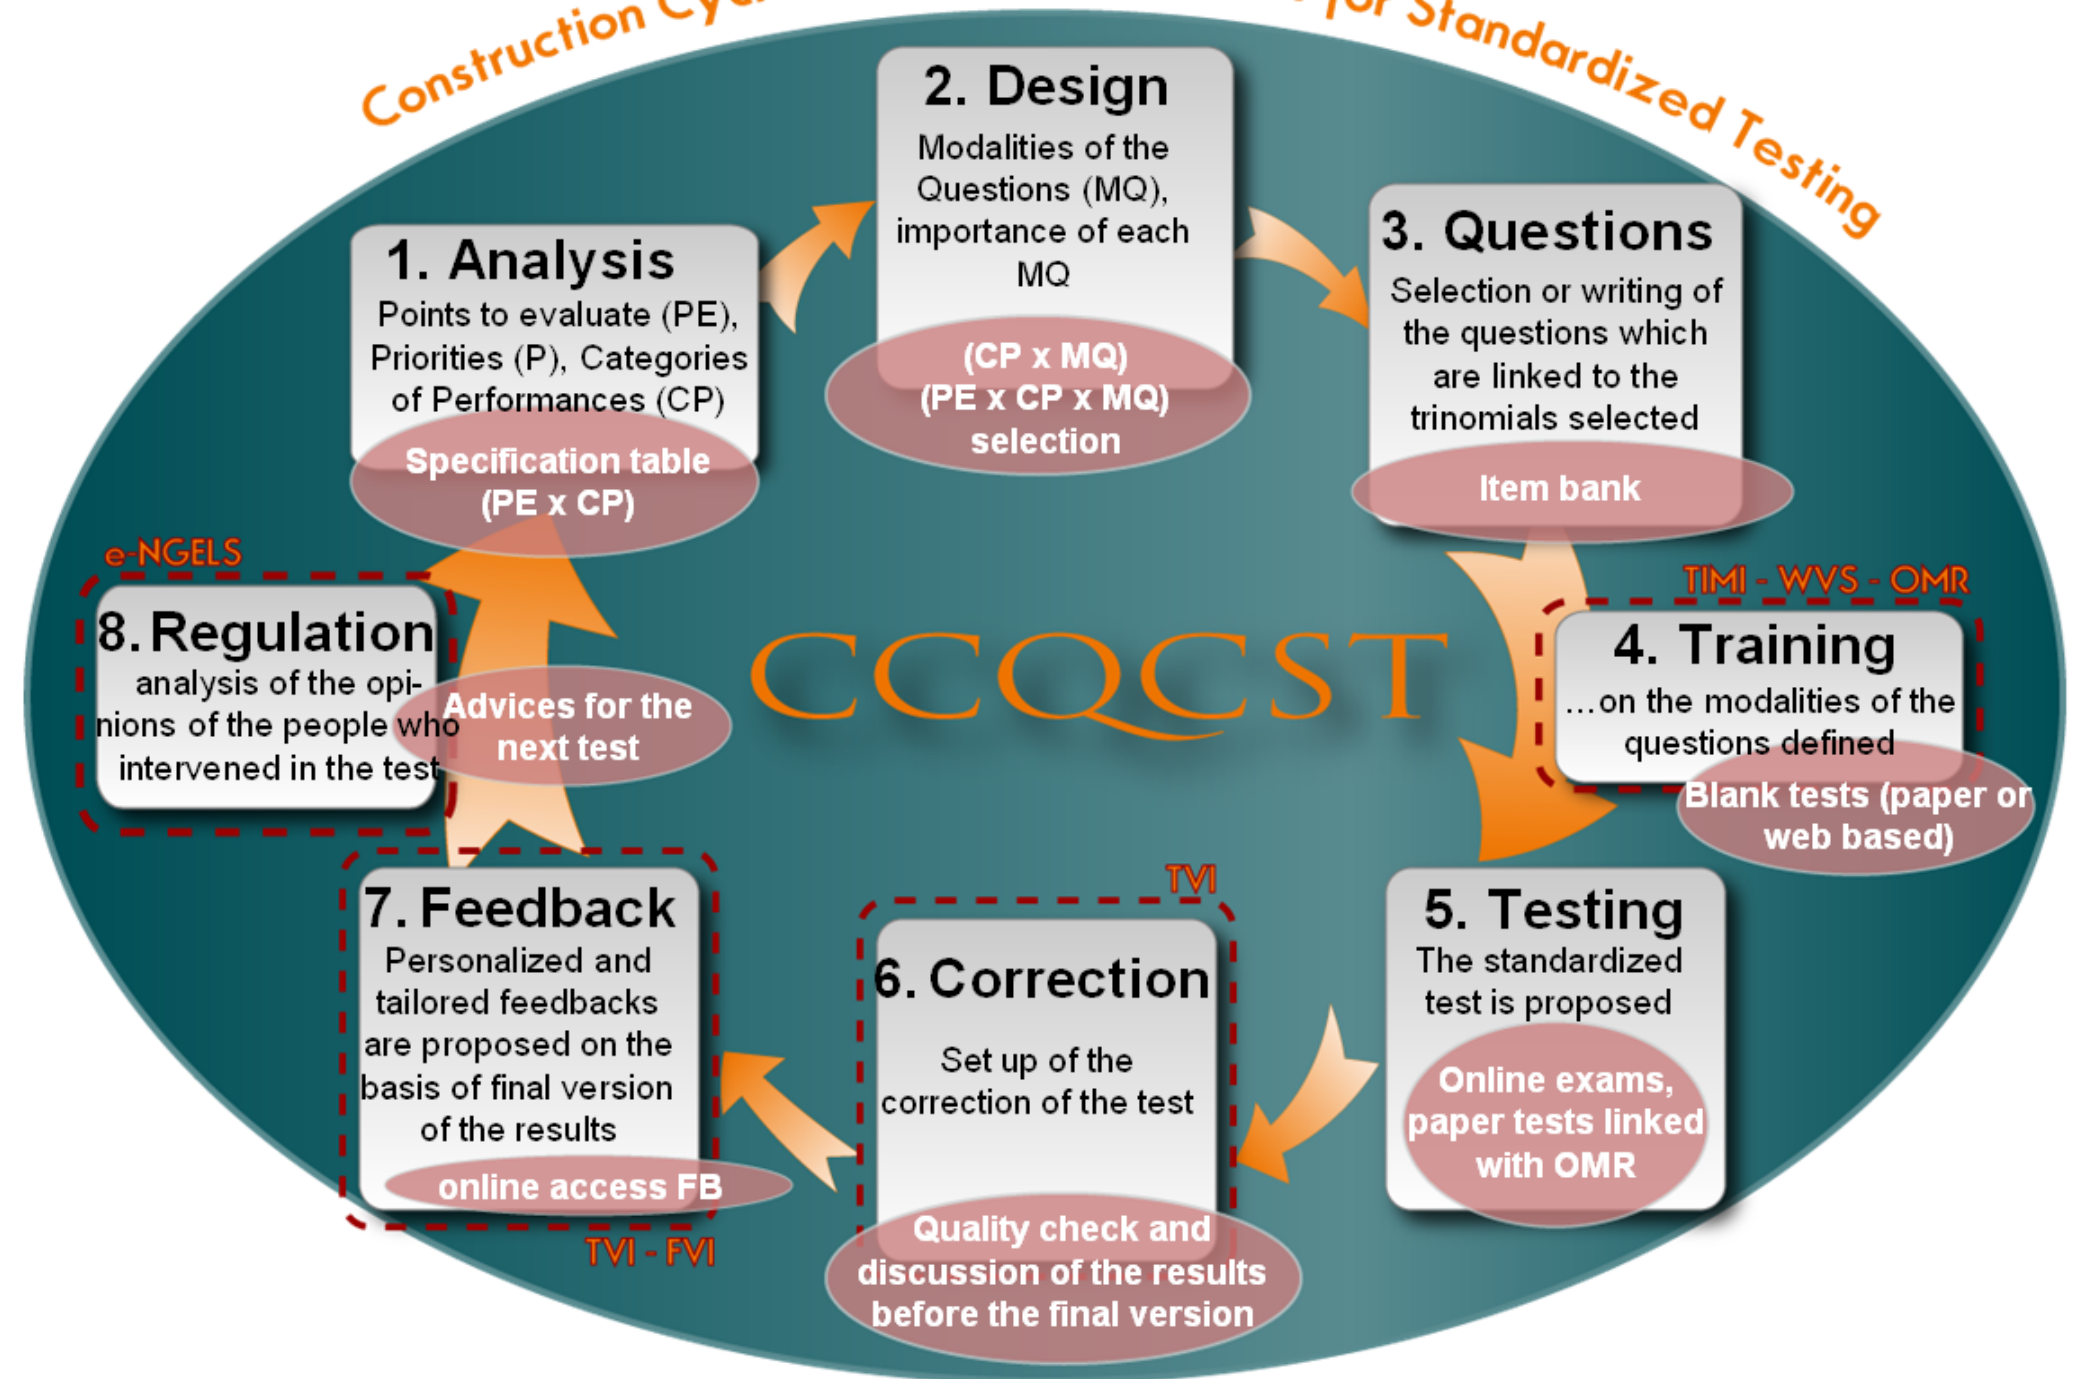 Construction
for Standardized Testing
1. Analysis
Points to evaluate (PE),
Priorities (P), Categories
of Performances (CP)
Specification table
(PE x CP)
2. Design
Modalities of the
Questions (MQ),
importance of each
MQ
(CP x MQ)
(PE x CP x MQ)
selection
3. Questions
Selection or writing of
the questions which
are linked to the
trinomials selected
Item bank
TIMI - WVS - OMR
4. Training
...on the modalities of the
questions defined
Blank tests (paper or
web based)
5. Testing
The standardized
test is proposed
Online exams,
paper tests linked
with OMR
TVI
6. Correction
Set up of the
correction of the test
Quality check and
discussion of the results
before the final version
7. Feedback
Personalized and
tailored feedbacks
are proposed on the
basis of final version
of the results
online access FB
TVI - FVI
e-NGELS
8. Regulation
analysis of the opi-
nions of the people who
intervened in the test
Advices for the
next test
CCQCST